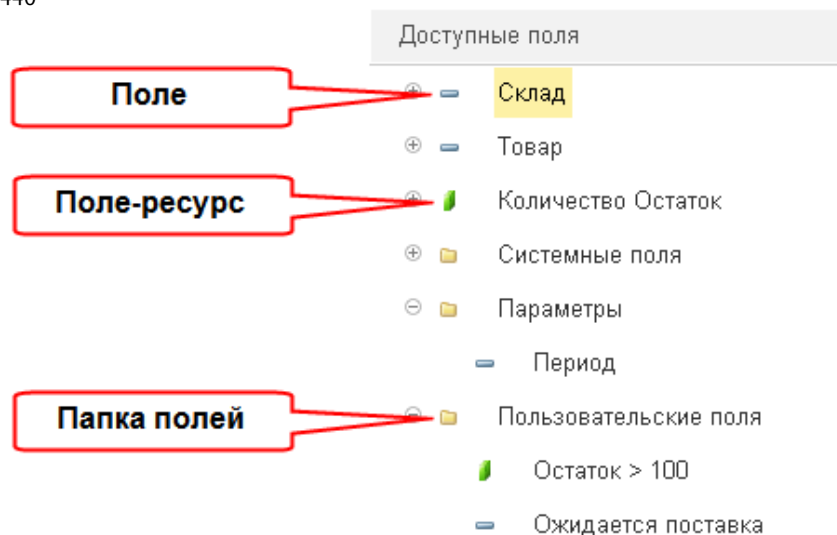 Доступные поля
Поле
Склад
Товар
Поле-ресурс
Количество Остаток
Системные поля
Параметры
Период
Папка полей
Пользовательские поля
Остаток > 100
Ожидается поставка